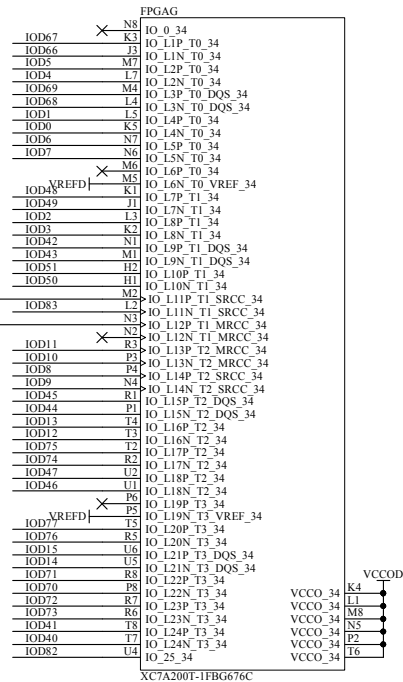 FPGAG
N8 IO_0_34
IOD67 K3 IO_L1P_T0_34
IOD66 J3 IO_L1N_T0_34
IOD5 M7 IO_L2P_T0_34
IOD4 L7 IO_L2N_T0_34
IOD69 M4 IO_L3P_T0_DQS_34
IOD68 L4 IO_L3N_T0_DQS_34
IOD1 L5 IO_L4P_T0_34
IOD0 K5 IO_L4N_T0_34
IOD6 N7 IO_L5P_T0_34
IOD7 N6 IO_L5N_T0_34
M6 IO_L6P_T0_34
VREFD M5 IO_L6N_T0_VREF_34
IOD48 K1 IO_L7P_T1_34
IOD49 J1 IO_L7N_T1_34
IOD2 L3 IO_L8P_T1_34
IOD3 K2 IO_L8N_T1_34
IOD42 N1 IO_L9P_T1_DQS_34
IOD43 M1 IO_L9N_T1_DQS_34
IOD51 H2 IO_L10P_T1_34
IOD50 H1 IO_L10N_T1_34
M2 IO_L11P_T1_SRCC_34
IOD83 L2 IO_L11N_T1_SRCC_34
N3 IO_L12P_T1_MRCC_34
N2 IO_L12N_T1_MRCC_34
IOD11 R3 IO_L13P_T2_MRCC_34
IOD10 P3 IO_L13N_T2_MRCC_34
IOD8 P4 IO_L14P_T2_SRCC_34
IOD9 N4 IO_L14N_T2_SRCC_34
IOD45 R1 IO_L15P_T2_DQS_34
IOD44 P1 IO_L15N_T2_DQS_34
IOD13 T4 IO_L16P_T2_34
IOD12 T3 IO_L16N_T2_34
IOD75 T2 IO_L17P_T2_34
IOD74 R2 IO_L17N_T2_34
IOD47 U2 IO_L18P_T2_34
IOD46 U1 IO_L18N_T2_34
P6 IO_L19P_T3_34
VREFD P5 IO_L19N_T3_VREF_34
IOD77 T5 IO_L20P_T3_34
IOD76 R5 IO_L20N_T3_34
IOD15 U6 IO_L21P_T3_DQS_34
IOD14 U5 IO_L21N_T3_DQS_34
IOD71 R8 IO_L22P_T3_34 VCCOD
IOD70 P8 IO_L22N_T3_34 VCCO_34 K4
IOD72 R7 IO_L23P_T3_34 VCCO_34 L1
IOD73 R6 IO_L23N_T3_34 VCCO_34 M8
IOD41 T8 IO_L24P_T3_34 VCCO_34 N5
IOD40 T7 IO_L24N_T3_34 VCCO_34 P2
IOD82 U4 IO_25_34 VCCO_34 T6
XC7A200T-1FBG676C